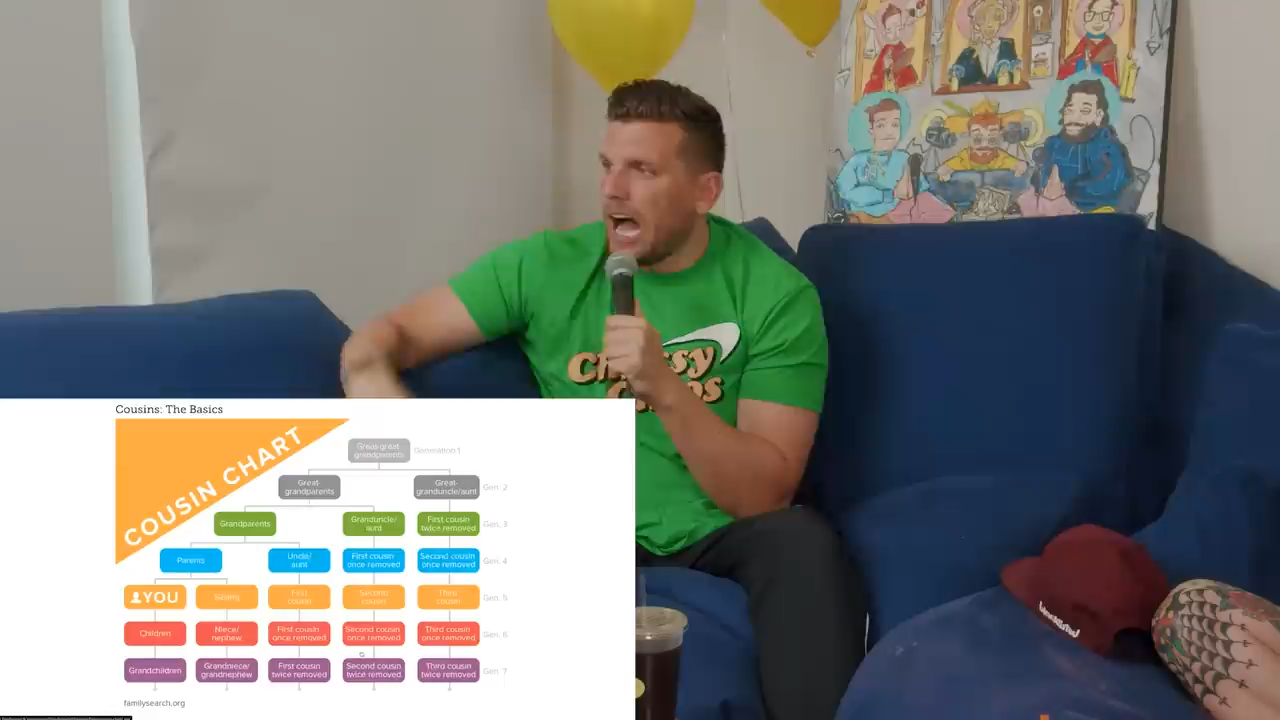 Cousins: The Basics
COUSIN CHART
Great-great grandparents
Generation 1
Great-
grandparents
Great-
granduncle/aunt
Gen. 2
Grandparents
Granduncle/
aunt
First cousin
twice removed
Gen. 3
Parents
Uncle/
aunt
First cousin
once removed
Second cousin
once removed
Gen. 4
YOU
Sibling
First
cousin
Second
cousin
Third
cousin
Gen. 5
Children
Niece/
nephew
First cousin
once removed
Second cousin
once removed
Third cousin
once removed
Gen. 6
Grandchildren
Grandniece/
grandnephew
First cousin
twice removed
Second cousin
twice removed
Third cousin
twice removed
Gen. 7
familysearch.org